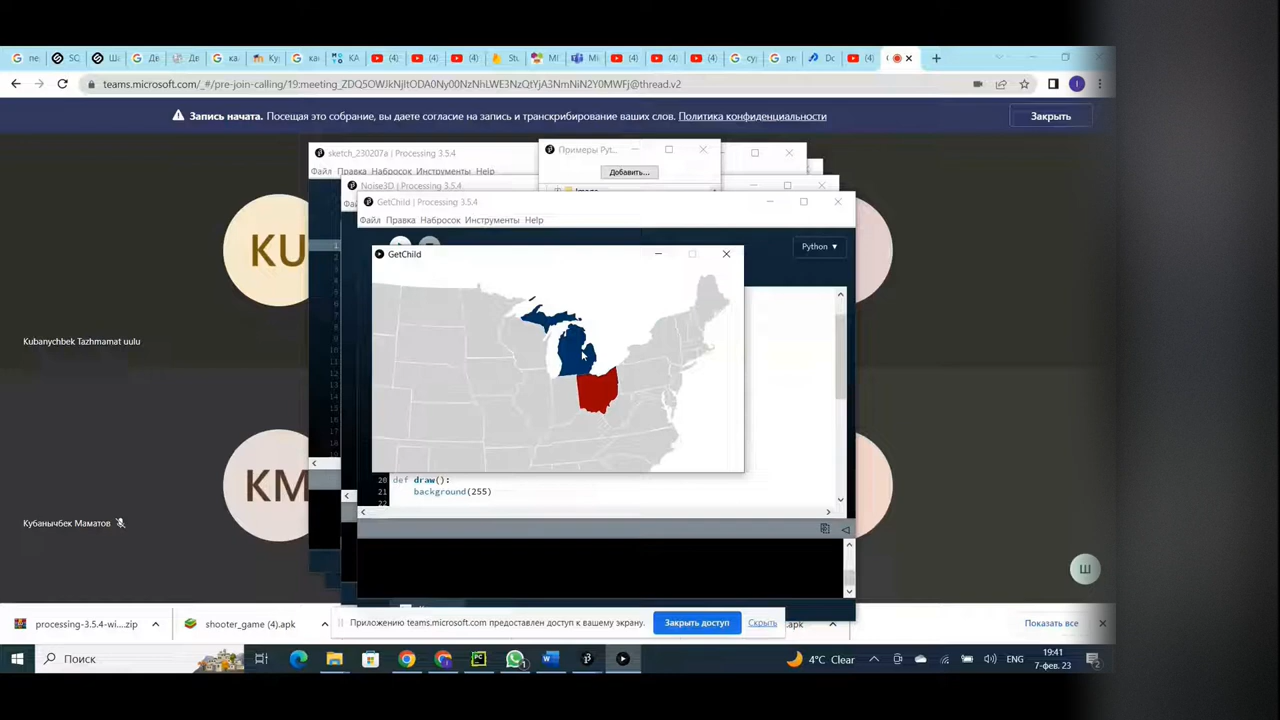 teams.microsoft.com/_#/pre-join-calling/19:meeting_ZDQ5OWJkNjItODA0Ny00NzNhLWE3NzQtYjA3NmNiN2Y0MWFj@thread.v2
Запись начата. Посещая это собрание, вы даете согласие на запись и транскрибирование ваших слов. Политика конфиденциальности
Закрыть
sketch_230207a | Processing 3.5.4
Файл Правка Набросок Инструменты Help
Примеры Pyt...
Добавить...
Noise3D | Processing 3.5.4
GetChild | Processing 3.5.4
Файл Правка Набросок Инструменты Help
Python
GetChild
KU
Kubanychbek Tazhmamat uulu
KM
Кубанычбек Маматов
20 def draw():
21 background(255)
Ш
processing-3.5.4-wi....zip
shooter_game (4).apk
Приложению teams.microsoft.com предоставлен доступ к вашему экрану.
Закрыть доступ
Скрыть
Показать все
Поиск
4°C Clear
ENG
19:41
7-фев. 23